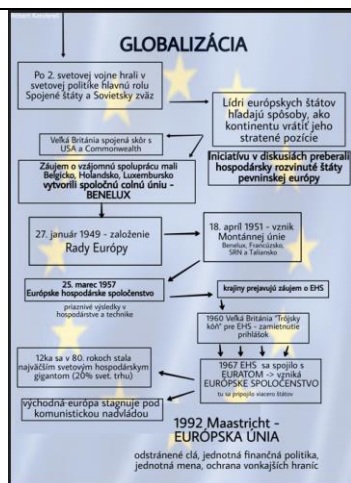 GLOBALIZÁCIA
Po 2. svetovej vojne hrali v
svetovej politike hlavnú rolu
Spojené štáty a Sovietsky zväz
Lídri európskych štátov
hľadajú spôsoby, ako
kontinentu vrátiť jeho
stratené pozície
Veľká Británia spojená skôr s
USA a Commonwealth
Iniciatívu v diskusiách preberali
hospodársky rozvinuté štáty
pevninskej európy
Záujem o vzájomnú spoluprácu mali
Belgicko, Holandsko, Luxembursko
vytvorili spoločnú colnú úniu -
BENELUX
27. január 1949 - založenie
Rady Európy
18. apríl 1951 - vznik
Montánnej únie
Benelux, Francúzsko,
SRN a Taliansko
25. marec 1957
Európske hospodárske spoločenstvo
priaznivé výsledky v
hospodárstve a technike
krajiny prejavujú záujem o EHS
1960 Veľká Británia "Trójsky
kôň" pre EHS - zamietnutie
prihlášok
12ka sa v 80. rokoch stala
najväčším svetovým hospodárskym
gigantom (20% svet. trhu)
1967 EHS sa spojilo s
EURATOM -> vzniká
EURÓPSKE SPOLOČENSTVO
tu sa pripojilo viacero štátov
východná európa stagnuje pod
komunistickou nadvládou
1992 Maastricht -
EURÓPSKA ÚNIA
odstránené clá, jednotná finančná politika,
jednotná mena, ochrana vonkajších hraníc